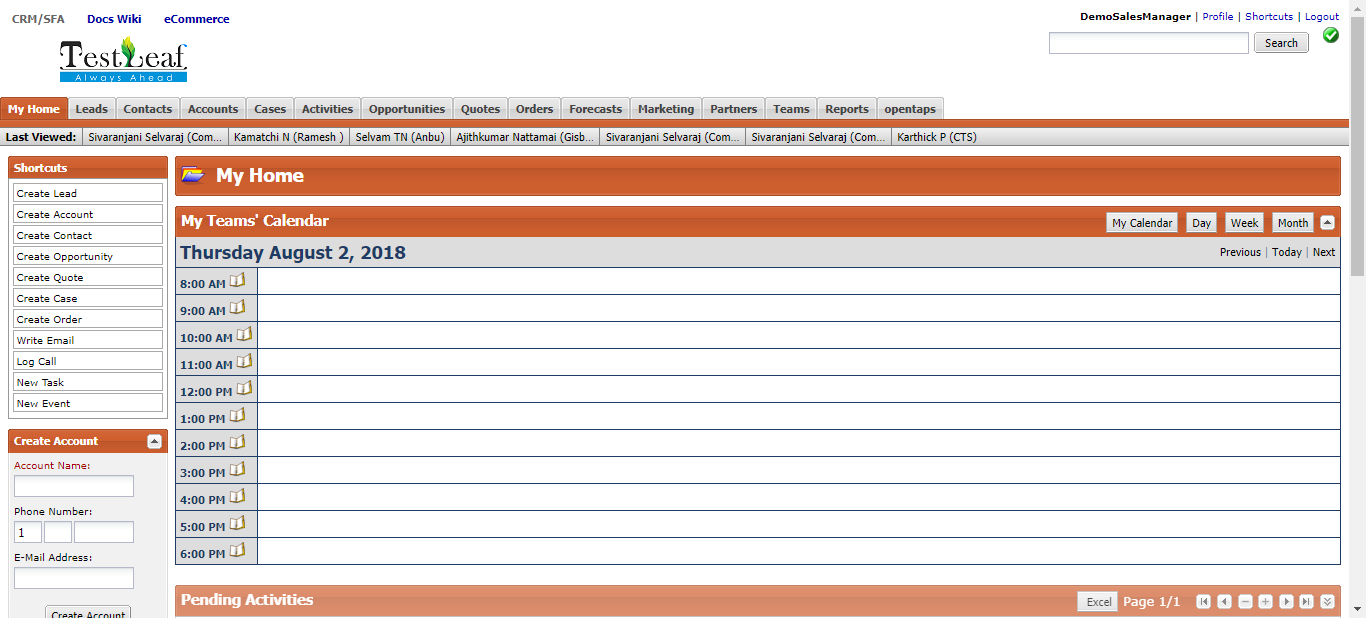 CRM/SFA Docs Wiki eCommerce
DemoSalesManager | Profile | Shortcuts | Logout
Search
TestLeaf
Always Ahead
My Home Leads Contacts Accounts Cases Activities Opportunities Quotes Orders Forecasts Marketing Partners Teams Reports opentaps
Last Viewed: Sivaranjani Selvaraj (Com... Kamatchi N (Ramesh ) Selvam TN (Anbu) Ajithkumar Nattamai (Gisb... Sivaranjani Selvaraj (Com... Sivaranjani Selvaraj (Com... Karthick P (CTS)
Shortcuts
Create Lead
Create Account
Create Contact
Create Opportunity
Create Quote
Create Case
Create Order
Write Email
Log Call
New Task
New Event
Create Account
Account Name:
Phone Number:
1
E-Mail Address:
Create Account
My Home
My Teams' Calendar My Calendar Day Week Month
Thursday August 2, 2018 Previous | Today | Next
8:00 AM
9:00 AM
10:00 AM
11:00 AM
12:00 PM
1:00 PM
2:00 PM
3:00 PM
4:00 PM
5:00 PM
6:00 PM
Pending Activities Excel Page 1/1